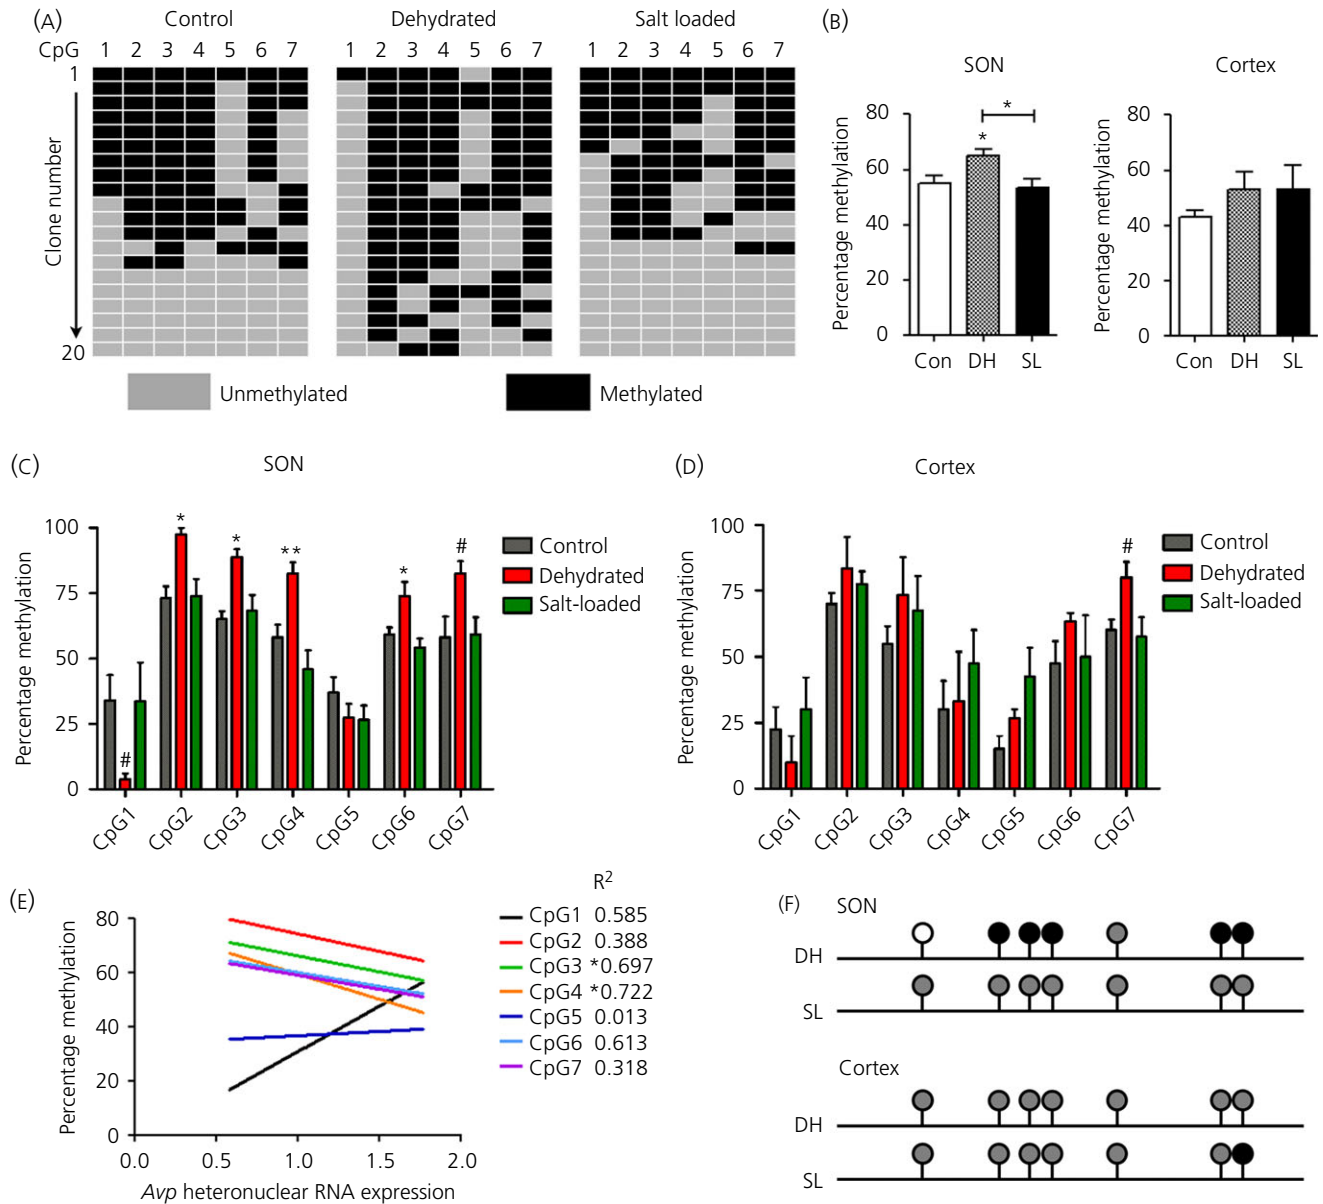 (A)
Control Dehydrated Salt loaded
CpG 1 2 3 4 5 6 7 1 2 3 4 5 6 7 1 2 3 4 5 6 7
1
Clone number
20
Unmethylated Methylated
(B)
SON Cortex
Percentage methylation
80
60
40
20
0
*
*
Con DH SL
Percentage methylation
80
60
40
20
0
Con DH SL
(C)
SON
Percentage methylation
100
75
50
25
0
# * * ** * #
CpG1 CpG2 CpG3 CpG4 CpG5 CpG6 CpG7
Control
Dehydrated
Salt-loaded
(D)
Cortex
Percentage methylation
100
75
50
25
0
#
CpG1 CpG2 CpG3 CpG4 CpG5 CpG6 CpG7
Control
Dehydrated
Salt-loaded
(E)
Percentage methylation
80
60
40
20
0
0.0 0.5 1.0 1.5 2.0
Avp heteronuclear RNA expression
R2
CpG1 0.585
CpG2 0.388
CpG3 *0.697
CpG4 *0.722
CpG5 0.013
CpG6 0.613
CpG7 0.318
(F)
SON
DH
SL
Cortex
DH
SL